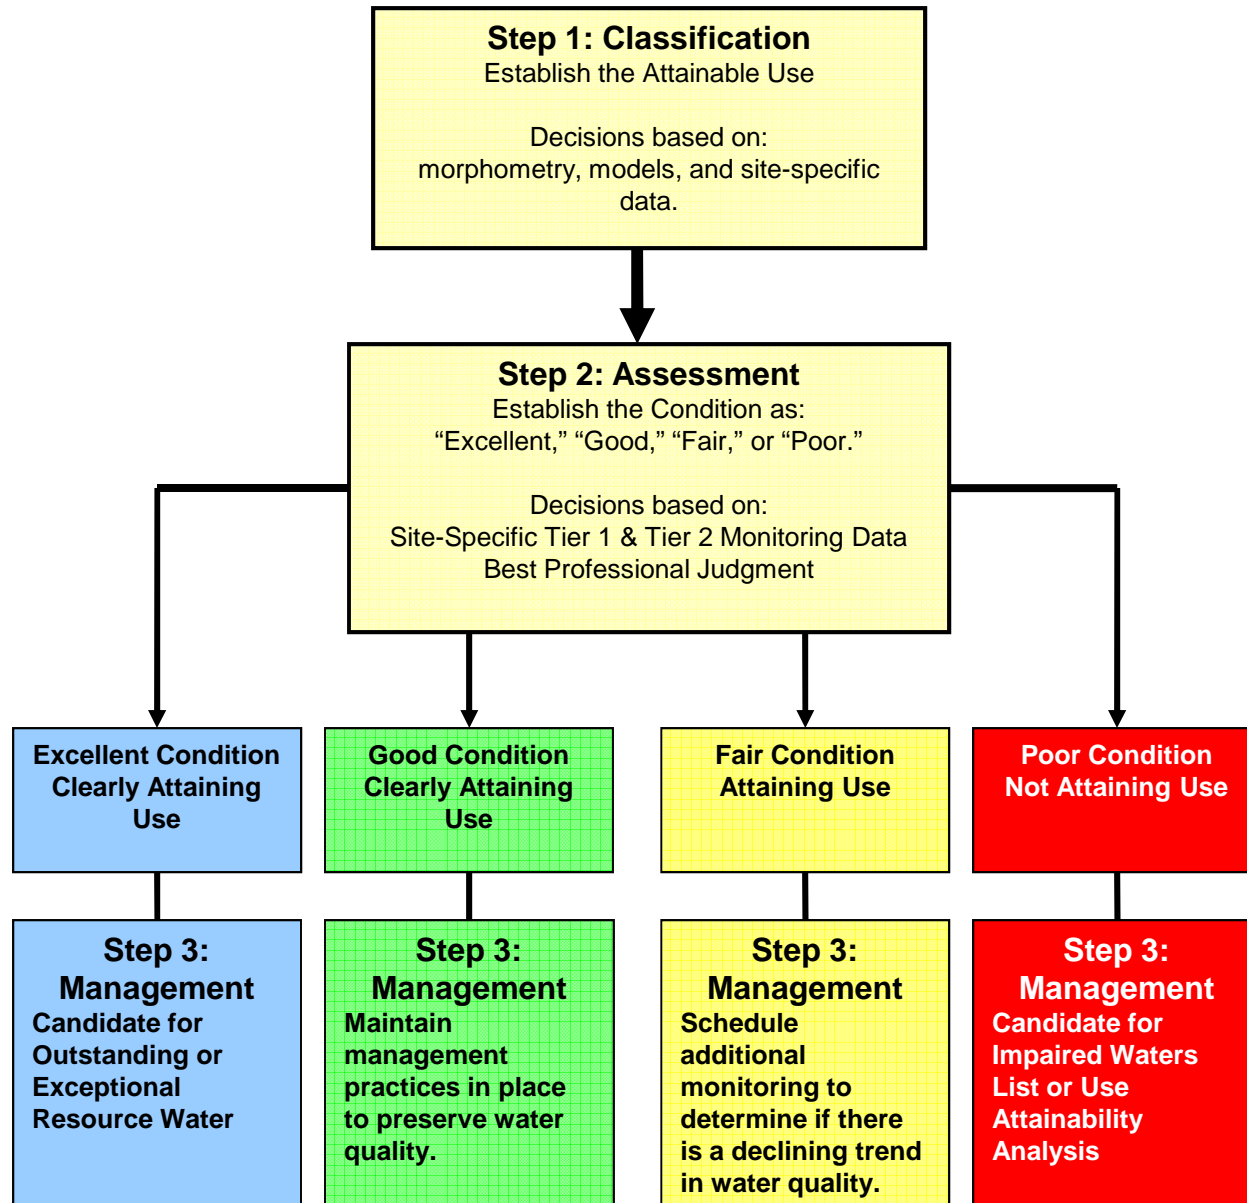 Step 1: Classification
Establish the Attainable Use
Decisions based on:
morphometry, models, and site-specific
data.
Step 2: Assessment
Establish the Condition as:
“Excellent,” “Good,” “Fair,” or “Poor.”
Decisions based on:
Site-Specific Tier 1 & Tier 2 Monitoring Data
Best Professional Judgment
Excellent Condition
Clearly Attaining
Use
Good Condition
Clearly Attaining
Use
Fair Condition
Attaining Use
Poor Condition
Not Attaining Use
Step 3:
Management
Candidate for
Outstanding or
Exceptional
Resource Water
Step 3:
Management
Maintain
management
practices in place
to preserve water
quality.
Step 3:
Management
Schedule
additional
monitoring to
determine if there
is a declining trend
in water quality.
Step 3:
Management
Candidate for
Impaired Waters
List or Use
Attainability
Analysis